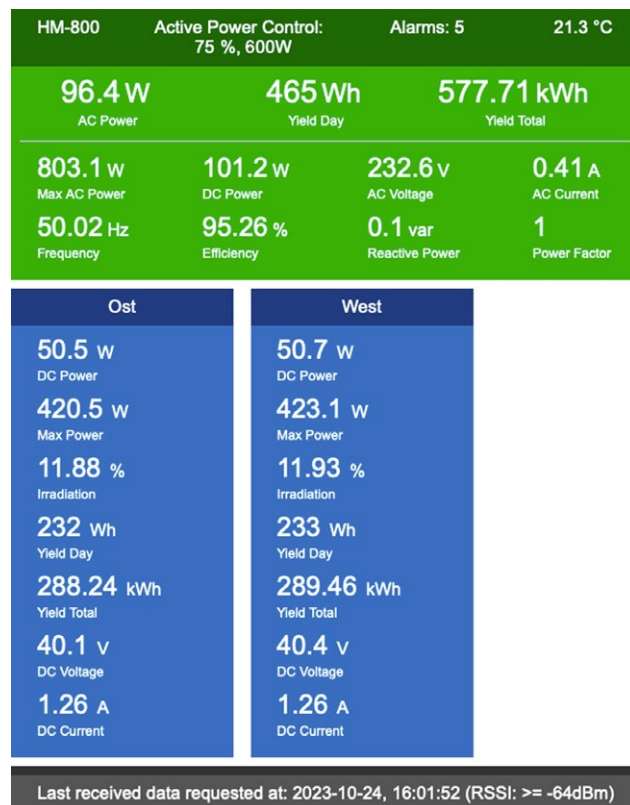 HM-800 Active Power Control: Alarms: 5 21.3 °C
75 %, 600W
96.4 W 465 Wh 577.71 kWh
AC Power Yield Day Yield Total
803.1 W 101.2 W 232.6 V 0.41 A
Max AC Power DC Power AC Voltage AC Current
50.02 Hz 95.26 % 0.1 var 1
Frequency Efficiency Reactive Power Power Factor
Ost
50.5 W
DC Power
420.5 W
Max Power
11.88 %
Irradiation
232 Wh
Yield Day
288.24 kWh
Yield Total
40.1 V
DC Voltage
1.26 A
DC Current
West
50.7 W
DC Power
423.1 W
Max Power
11.93 %
Irradiation
233 Wh
Yield Day
289.46 kWh
Yield Total
40.4 V
DC Voltage
1.26 A
DC Current
Last received data requested at: 2023-10-24, 16:01:52 (RSSI: >= -64dBm)